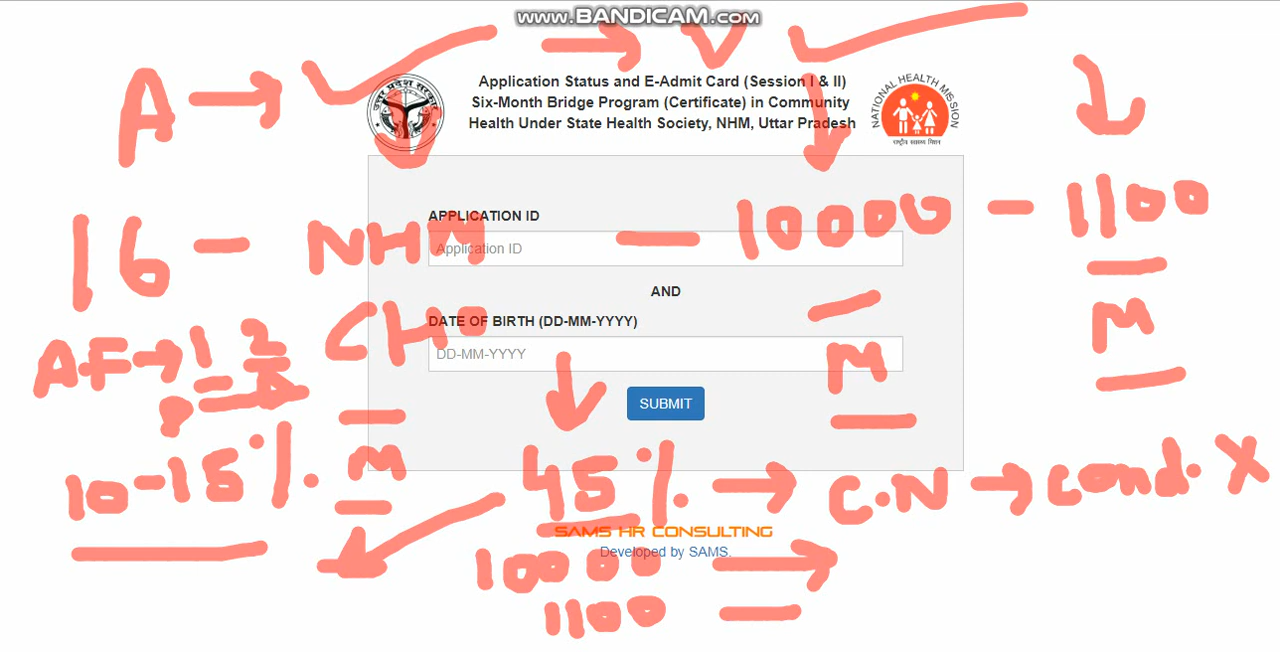 www.BANDICAM.com
Application Status and E-Admit Card (Session I & II)
Six-Month Bridge Program (Certificate) in Community
Health Under State Health Society, NHM, Uttar Pradesh
NATIONAL HEALTH MISSION
राष्ट्रीय स्वास्थ्य मिशन
A → ✓ → V ✓
APPLICATION ID
Application ID
16 - NHM - 10000 - 1100
AND
DATE OF BIRTH (DD-MM-YYYY)
DD-MM-YYYY
CHO
M
M
AF → 1 2
SUBMIT
10-15%. M
45%. → C.N → cond. X
SAMS HR CONSULTING
Developed by SAMS.
10000 →
1100 —